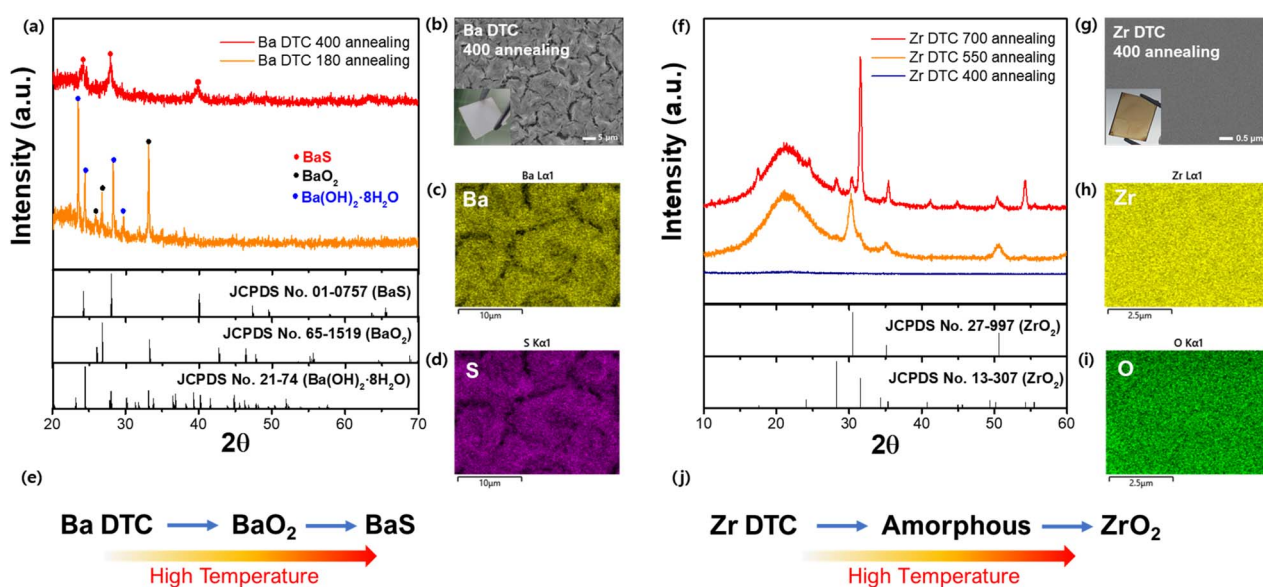 (a)
Intensity (a.u.)
Ba DTC 400 annealing
Ba DTC 180 annealing
BaS
BaO₂
Ba(OH)₂·8H₂O
JCPDS No. 01-0757 (BaS)
JCPDS No. 65-1519 (BaO₂)
JCPDS No. 21-74 (Ba(OH)₂·8H₂O)
20 30 40 50 60 70
2θ
(b)
Ba DTC
400 annealing
5 μm
(c)
Ba Lα1
Ba
10μm
(d)
S Kα1
S
10μm
(e)
Ba DTC BaO₂ BaS
High Temperature
(f)
Intensity (a.u.)
Zr DTC 700 annealing
Zr DTC 550 annealing
Zr DTC 400 annealing
JCPDS No. 27-997 (ZrO₂)
JCPDS No. 13-307 (ZrO₂)
10 20 30 40 50 60
2θ
(g)
Zr DTC
400 annealing
0.5 μm
(h)
Zr Lα1
Zr
2.5μm
(i)
O Kα1
O
2.5μm
(j)
Zr DTC Amorphous ZrO₂
High Temperature